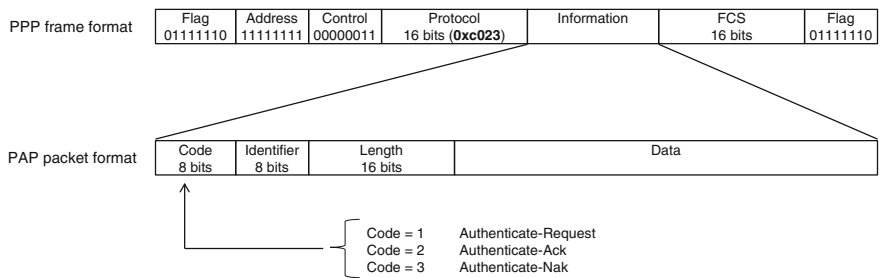 PPP frame format
Flag
01111110
Address
11111111
Control
00000011
Protocol
16 bits (0xc023)
Information
FCS
16 bits
Flag
01111110
PAP packet format
Code
8 bits
Identifier
8 bits
Length
16 bits
Data
Code = 1 Authenticate-Request
Code = 2 Authenticate-Ack
Code = 3 Authenticate-Nak